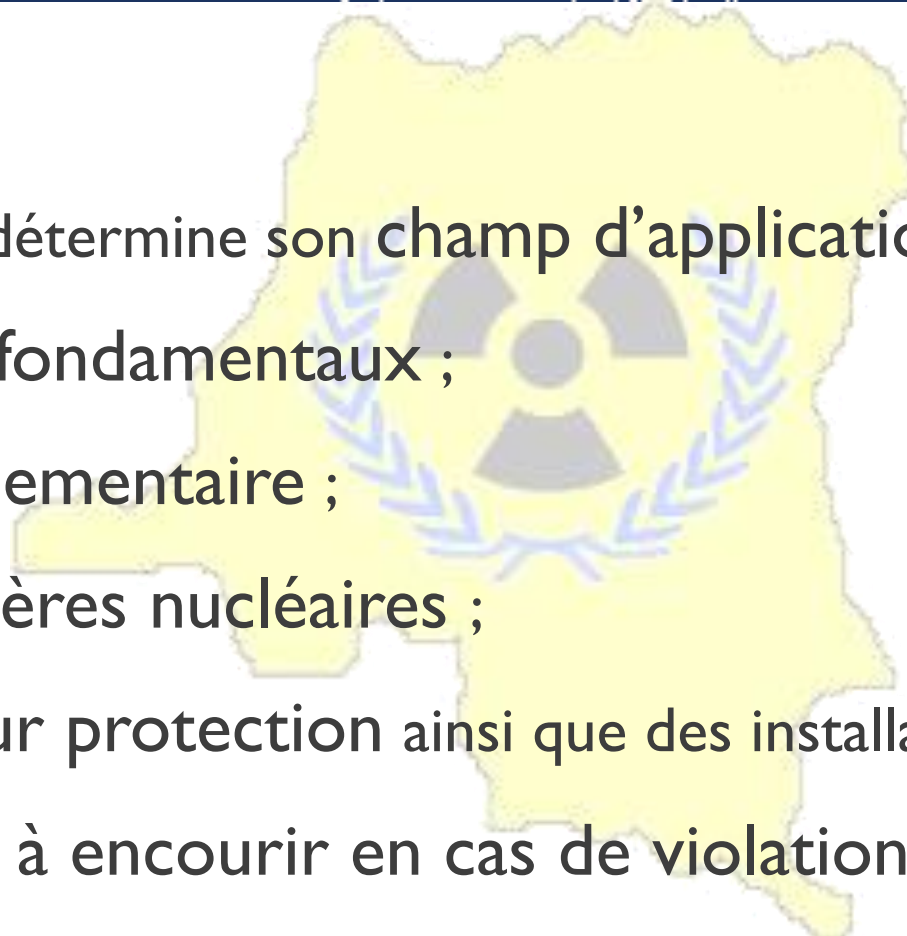 détermine son champ d’applicatio
fondamentaux ;
ementaire ;
ères nucléaires ;
ur protection ainsi que des installa
à encourir en cas de violation